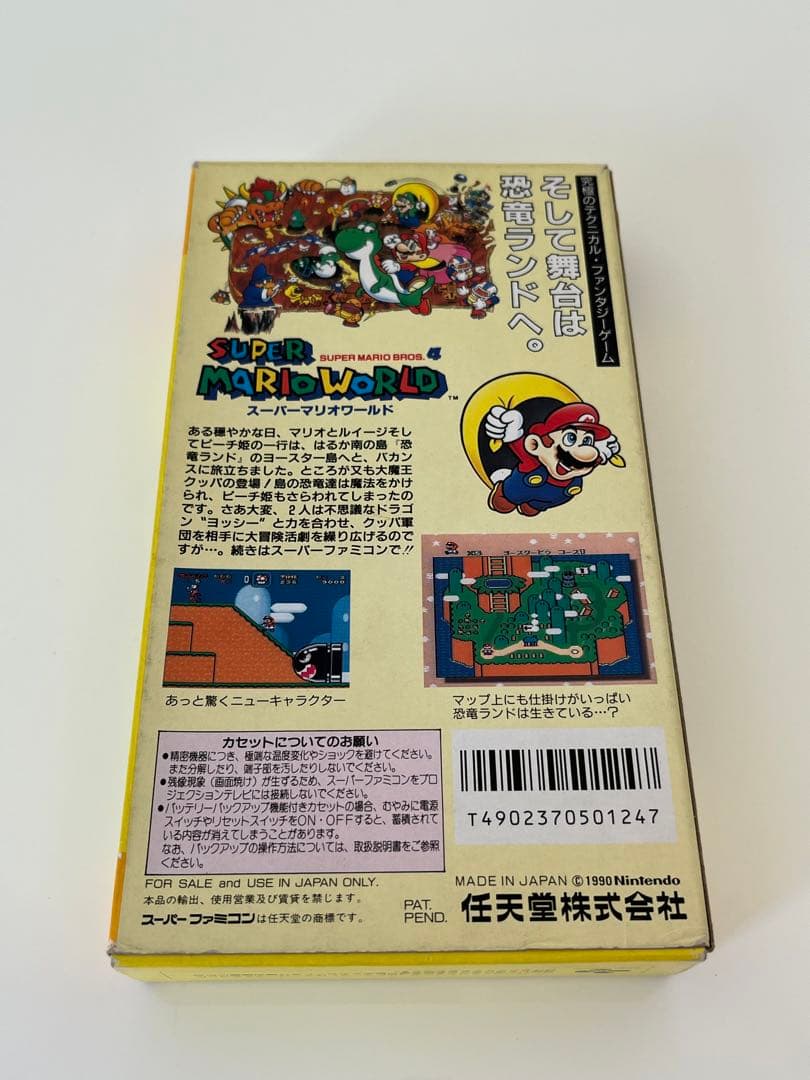 究極のテクニカル・ファンタジーゲーム
そして舞台は
恐竜ランドへ。
SUPER MARIO BROS. 4
SUPER
MARIO WORLD™
スーパーマリオワールド
ある穏やかな日、マリオとルイージそし
てピーチ姫の一行は、はるか南の島『恐
竜ランド』のヨースター島へと、バカン
スに旅立ちました。ところが又も大魔王
クッパの登場!島の恐竜達は魔法をかけ
られ、ピーチ姫もさらわれてしまったの
です。さあ大変、2人は不思議なドラゴ
ン“ヨッシー”と力を合わせ、クッパ軍
団を相手に大冒険活劇を繰り広げるので
すが…。続きはスーパーファミコンで!!
TIME
ヨースターとう コース1
あっと驚くニューキャラクター
マップ上にも仕掛けがいっぱい
恐竜ランドは生きている…?
カセットについてのお願い
●精密機器につき、極端な温度変化やショックを避けてください。
また分解したり、端子部を汚したりしないでください。
●残像現象(画面焼け)が生ずるため、スーパーファミコンをプロ
ジェクションテレビには接続しないでください。
●バッテリーバックアップ機能付きカセットの場合、むやみに電源
スイッチやリセットスイッチをON・OFFすると、蓄積されて
いる内容が消えてしまうことがあります。
なお、バックアップの操作方法については、取扱説明書をご参照
ください。
T4902370501247
FOR SALE and USE IN JAPAN ONLY.
本品の輸出、使用営業及び賃貸を禁じます。
スーパーファミコンは任天堂の商標です。
PAT.
PEND.
MADE IN JAPAN ©1990 Nintendo
任天堂株式会社